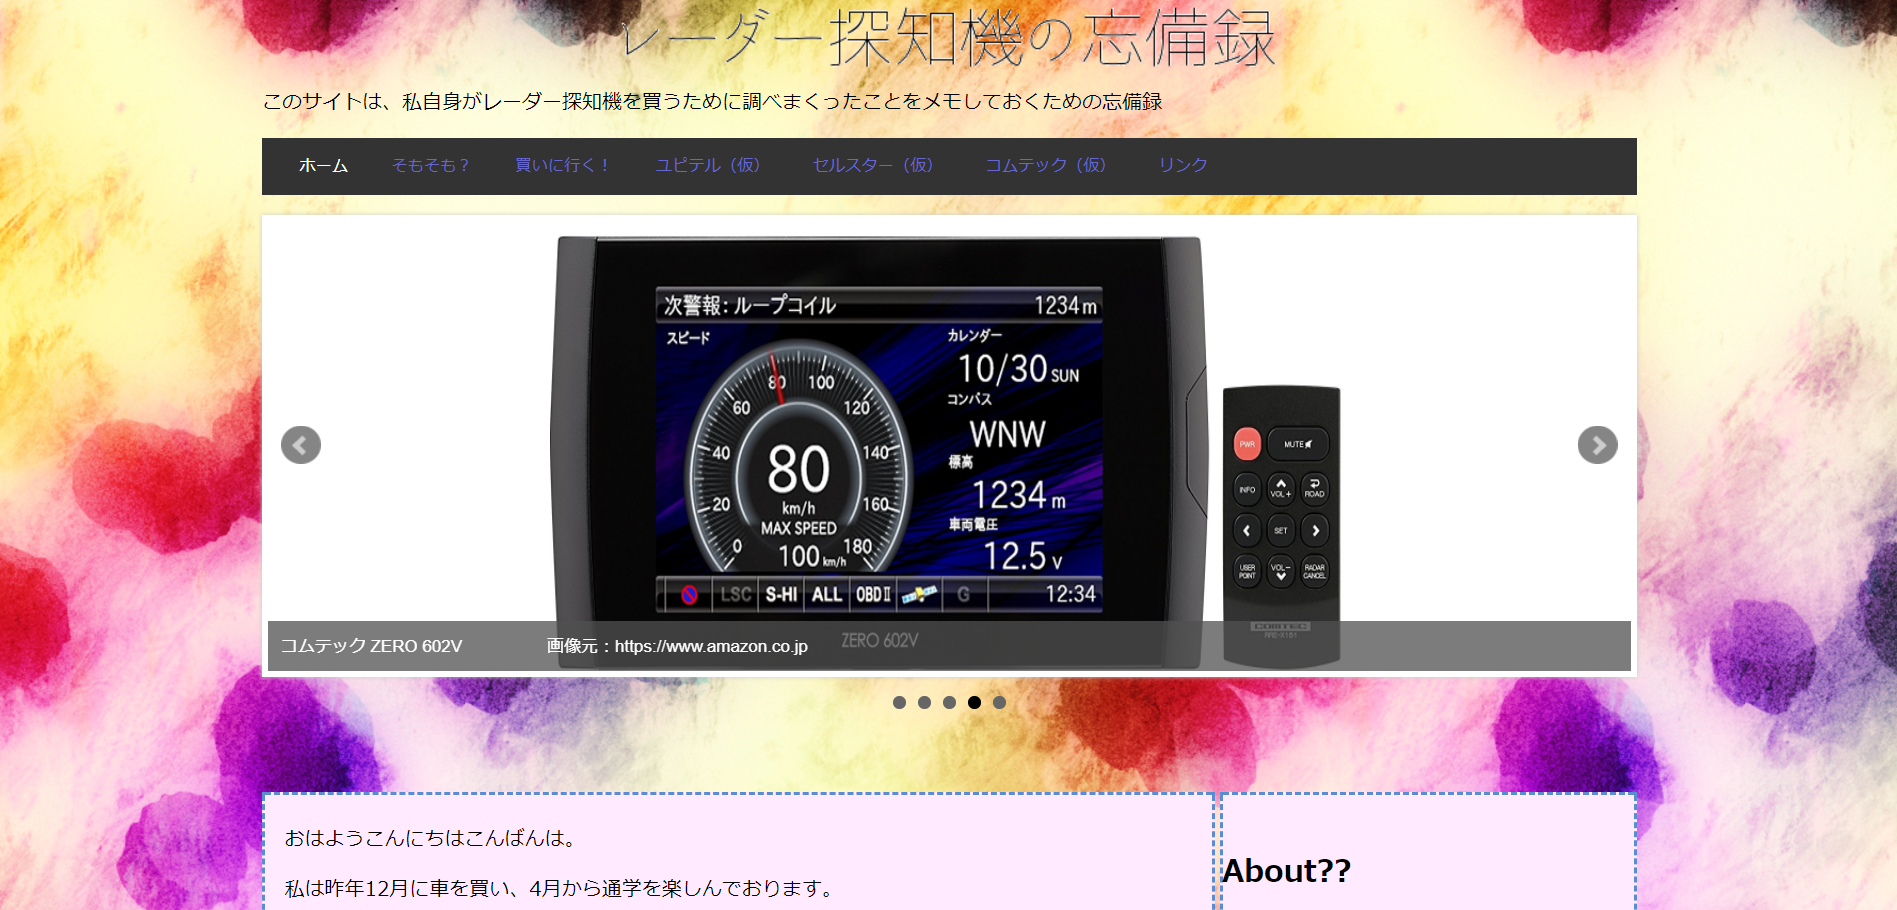 レーダー探知機の忘備録
このサイトは、私自身がレーダー探知機を買うために調べまくったことをメモしておくための忘備録
ホーム そもそも？ 買いに行く！ ユピテル（仮） セルスター（仮） コムテック（仮） リンク
次警報：ループコイル 1234m
スピード
カレンダー
10/30 SUN
コンパス
WNW
標高
1234m
車両電圧
12.5V
0 20 40 60 80 100 120 140 160 180
80
km/h
MAX SPEED
100km/h
LSC S-HI ALL OBDⅡ G 12:34
ZERO 602V
PWR MUTE
INFO VOL+ ROAD
SET
USER POINT VOL− RADAR CANCEL
COMTEC
RRE-X161
コムテック ZERO 602V 画像元：https://www.amazon.co.jp
おはようこんにちはこんばんは。
私は昨年12月に車を買い、4月から通学を楽しんでおります。
About??